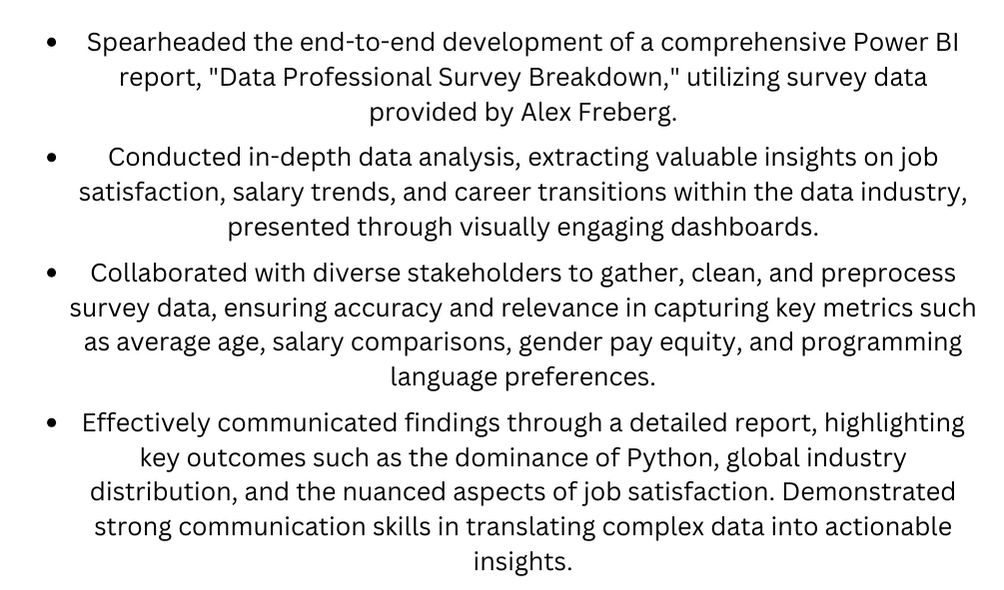 • Spearheaded the end-to-end development of a comprehensive Power BI
report, "Data Professional Survey Breakdown," utilizing survey data
provided by Alex Freberg.
• Conducted in-depth data analysis, extracting valuable insights on job
satisfaction, salary trends, and career transitions within the data industry,
presented through visually engaging dashboards.
• Collaborated with diverse stakeholders to gather, clean, and preprocess
survey data, ensuring accuracy and relevance in capturing key metrics such
as average age, salary comparisons, gender pay equity, and programming
language preferences.
• Effectively communicated findings through a detailed report, highlighting
key outcomes such as the dominance of Python, global industry
distribution, and the nuanced aspects of job satisfaction. Demonstrated
strong communication skills in translating complex data into actionable
insights.